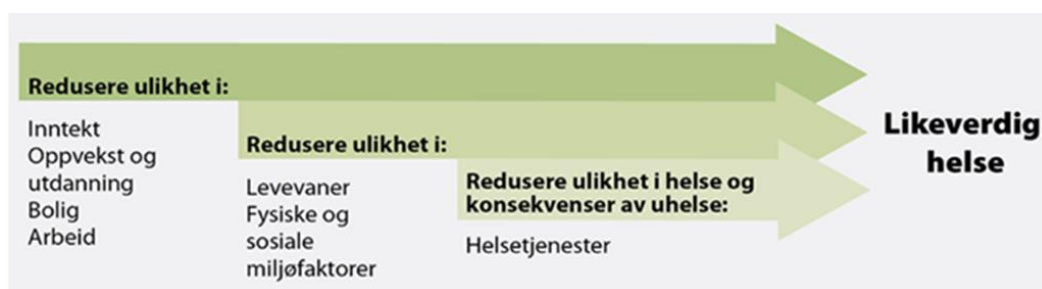 Redusere ulikhet i:
Inntekt
Oppvekst og
utdanning
Bolig
Arbeid
Redusere ulikhet i:
Levevaner
Fysiske og
sosiale
miljøfaktorer
Redusere ulikhet i helse og
konsekvenser av uhelse:
Helsetjenester
Likeverdig
helse